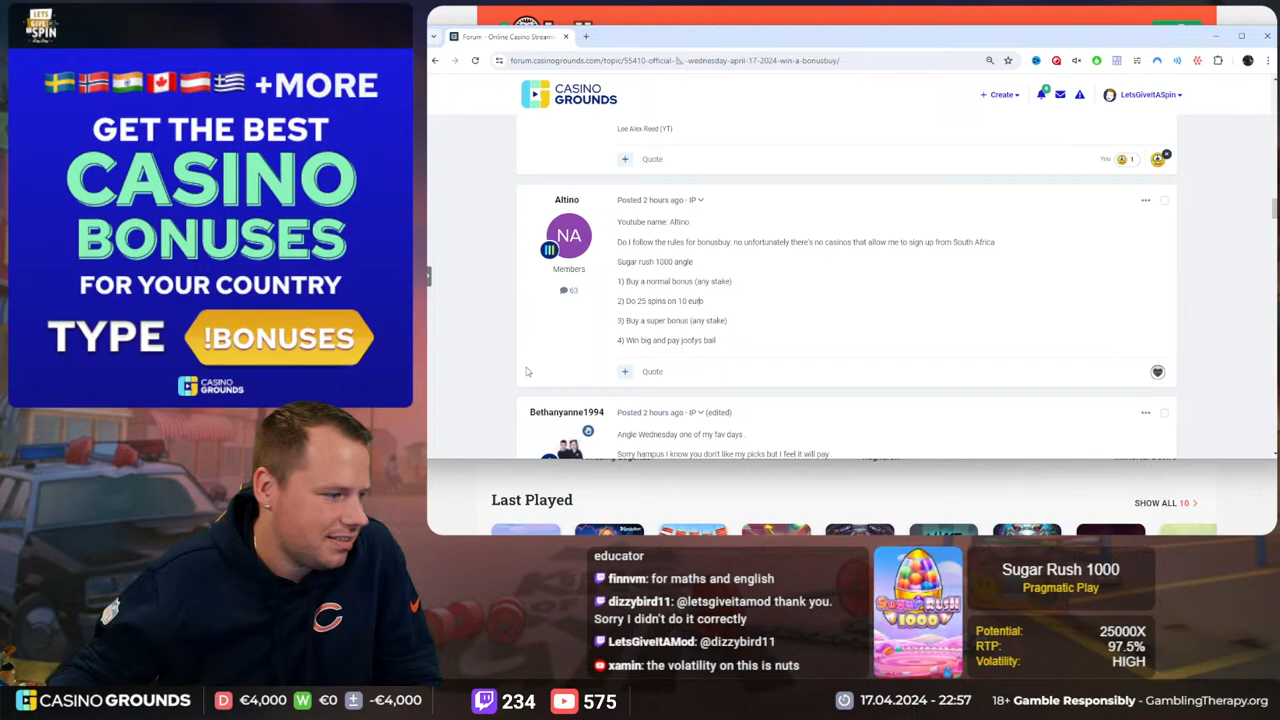 LETS
GIVE IT A
SPIN
+MORE
GET THE BEST
CASINO
BONUSES
FOR YOUR COUNTRY
TYPE
!BONUSES
CASINO
GROUNDS
Forum - Online Casino Stream
forum.casinogrounds.com/topic/55410-official-📐-wednesday-april-17-2024-win-a-bonusbuy/
CASINO
GROUNDS
+ Create
LetsGiveItASpin
Lee Alex Reed (YT)
+ Quote
You 1
Altino
Posted 2 hours ago · IP
NA
Members
63
Youtube name: Altino
Do I follow the rules for bonusbuy: no unfortunately there's no casinos that allow me to sign up from South Africa
Sugar rush 1000 angle
1) Buy a normal bonus (any stake)
2) Do 25 spins on 10 euro
3) Buy a super bonus (any stake)
4) Win big and pay joofys bail
+ Quote
Bethanyanne1994
Posted 2 hours ago · IP (edited)
Angle Wednesday one of my fav days .
Sorry hampus I know you don't like my picks but I feel it will pay .
Last Played
SHOW ALL 10 >
educator
finnvm: for maths and english
dizzybird11: @letsgiveitamod thank you.
Sorry I didn't do it correctly
LetsGiveItAMod: @dizzybird11
xamin: the volatility on this is nuts
SUGAR RUSH
1000
Sugar Rush 1000
Pragmatic Play
Potential: 25000X
RTP: 97.5%
Volatility: HIGH
CASINOGROUNDS
D €4,000
W €0
± -€4,000
234
575
17.04.2024 - 22:57
18+ Gamble Responsibly - GamblingTherapy.org